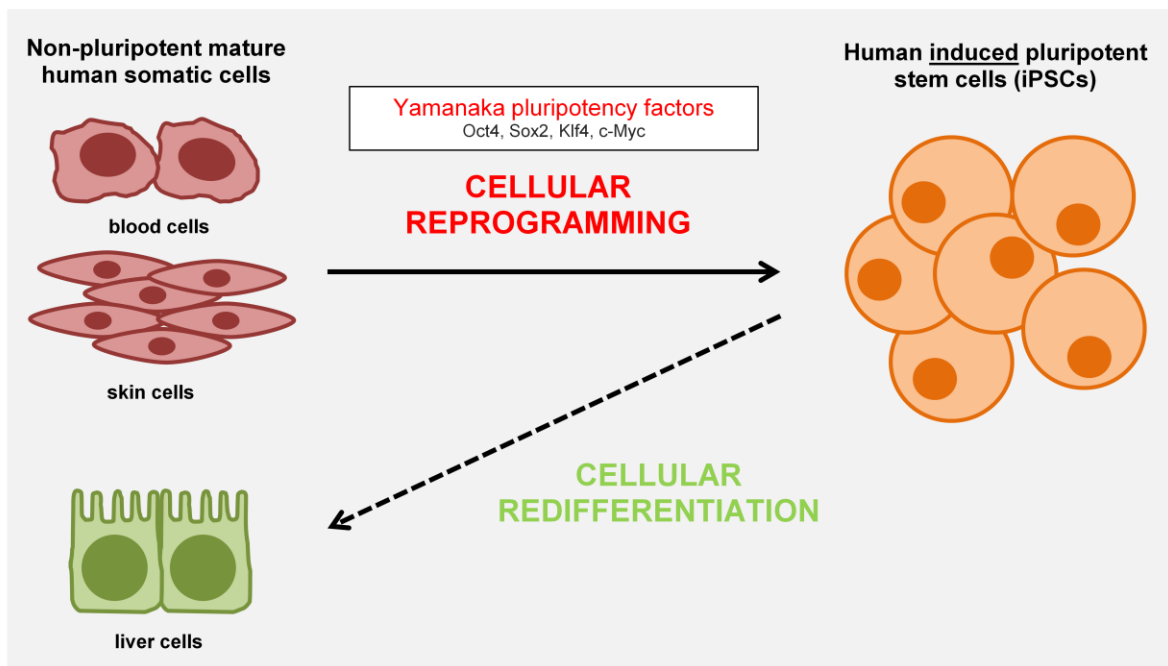 Non-pluripotent mature
human somatic cells
blood cells
skin cells
liver cells
Yamanaka pluripotency factors
Oct4, Sox2, Klf4, c-Myc
CELLULAR
REPROGRAMMING
CELLULAR
REDIFFERENTIATION
Human induced pluripotent
stem cells (iPSCs)